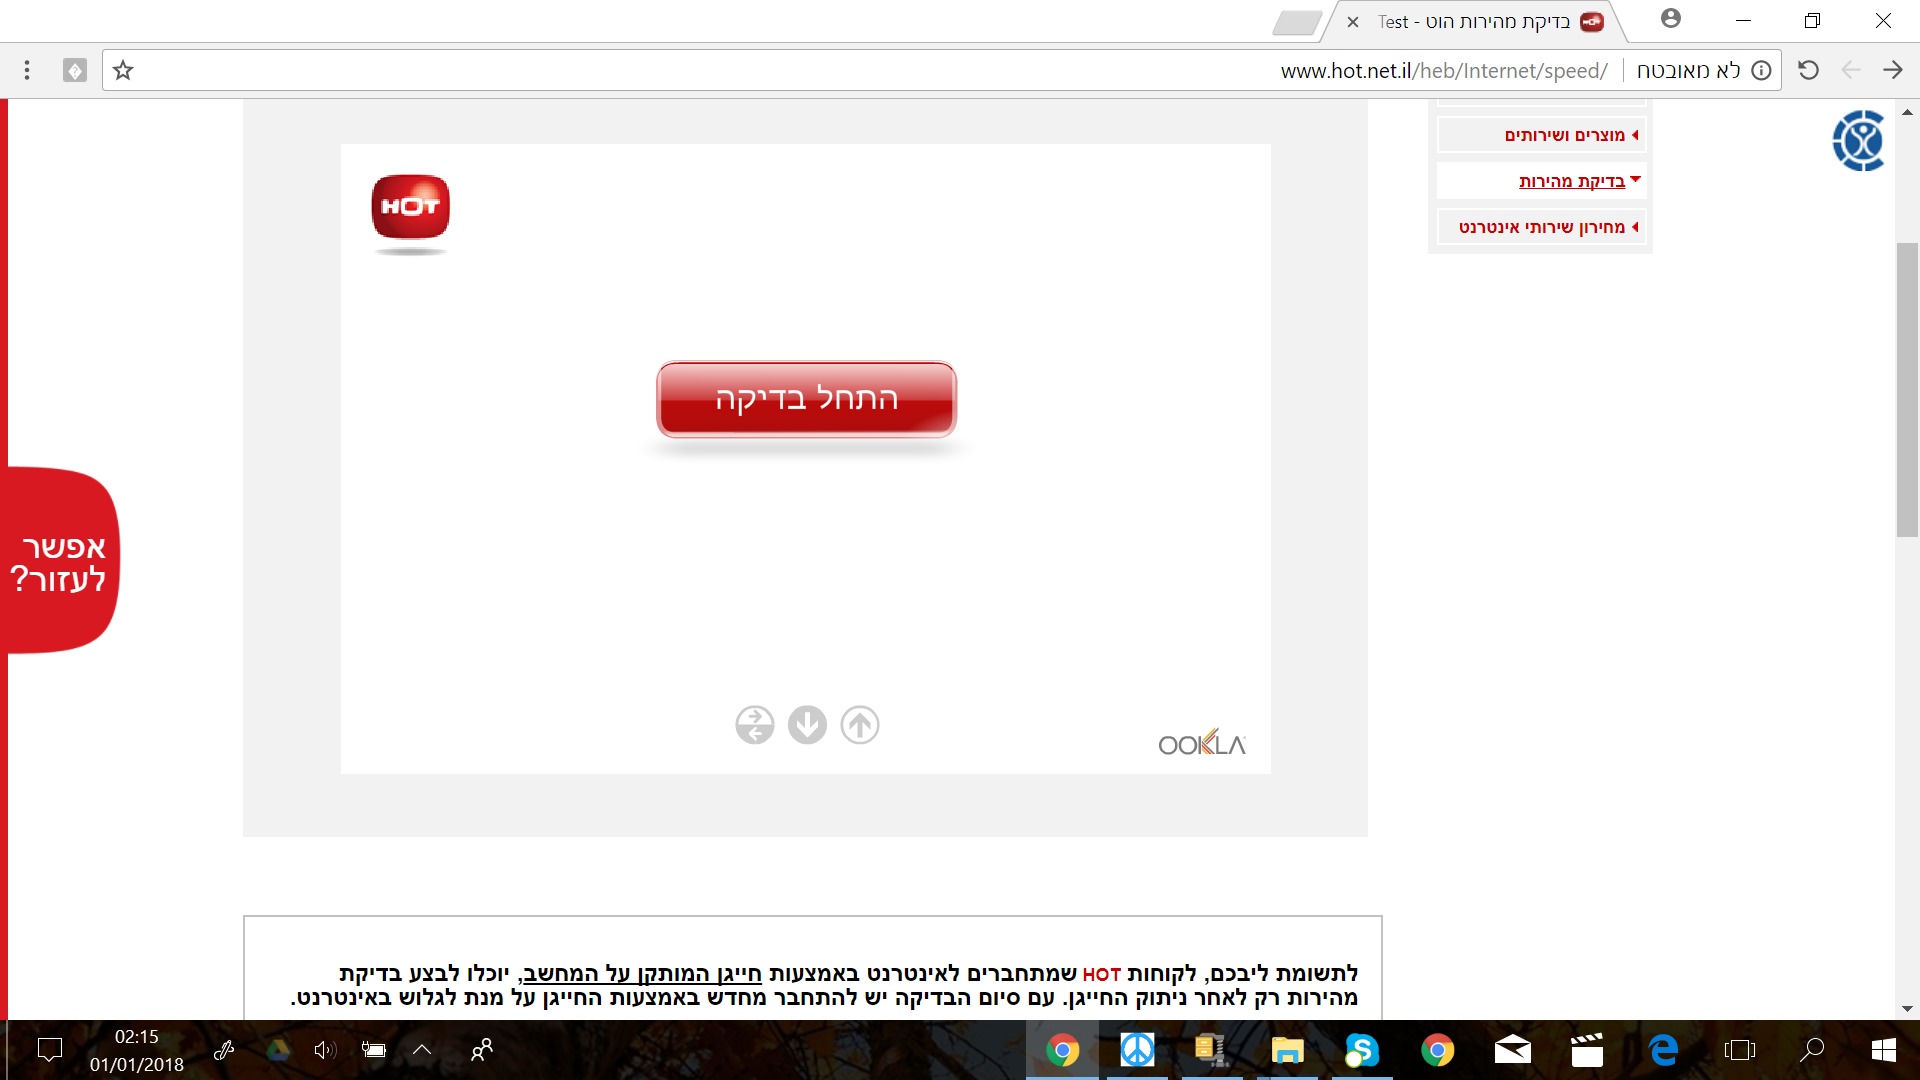 בדיקת מהירות הוט - Test
לא מאובטח
www.hot.net.il/heb/Internet/speed/
מוצרים ושירותים
בדיקת מהירות
מחירון שירותי אינטרנט
HOT
התחל בדיקה
OOKLA
אפשר
לעזור?
לתשומת ליבכם, לקוחות HOT שמתחברים לאינטרנט באמצעות חייגן המותקן על המחשב, יוכלו לבצע בדיקת
מהירות רק לאחר ניתוק החייגן. עם סיום הבדיקה יש להתחבר מחדש באמצעות החייגן על מנת לגלוש באינטרנט.
02:15
01/01/2018